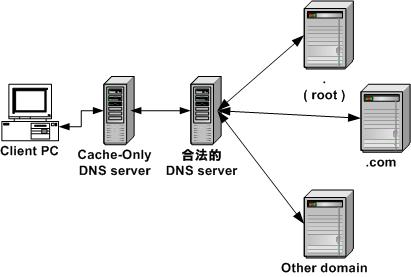 Client PC
Cache-Only
DNS server
合法的
DNS server
.
( root )
.com
Other domain